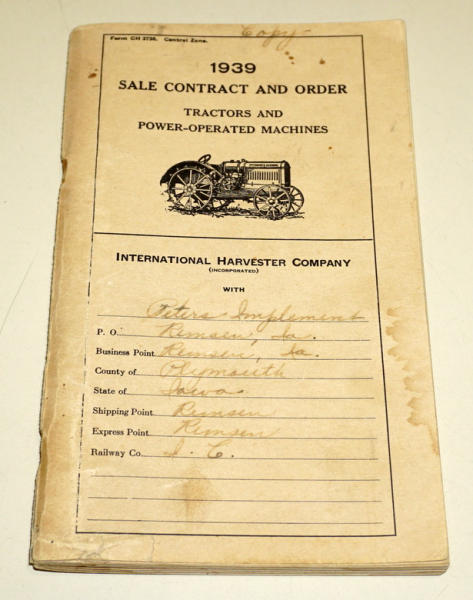 Copy
Form CH 2736. Central Zone.
1939
SALE CONTRACT AND ORDER
TRACTORS AND
POWER-OPERATED MACHINES
INTERNATIONAL HARVESTER COMPANY
(INCORPORATED)
WITH
Peters Implement
P. O. Remsen, Ia.
Business Point Remsen, Ia.
County of Plymouth
State of Iowa
Shipping Point Remsen
Express Point Remsen
Railway Co. I. C.